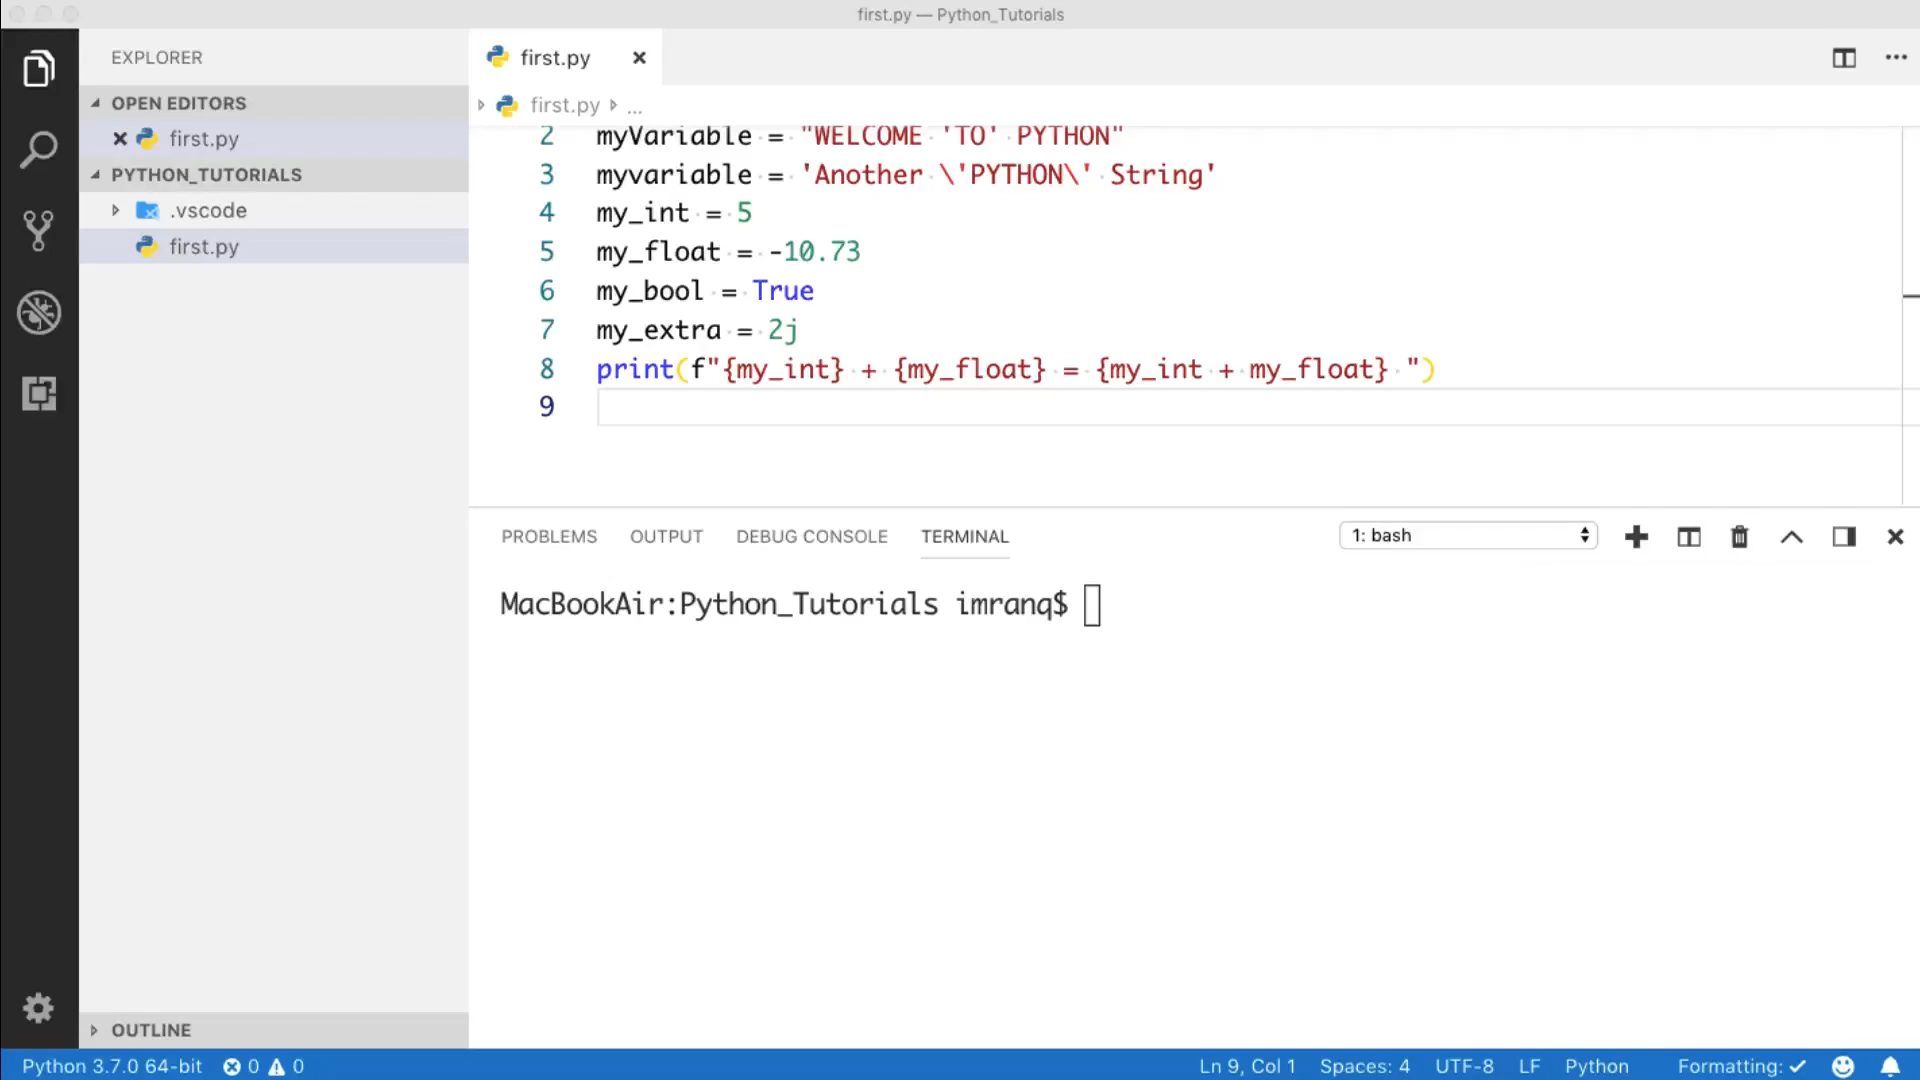 first.py — Python_Tutorials
EXPLORER
OPEN EDITORS
first.py
PYTHON_TUTORIALS
.vscode
first.py
OUTLINE
first.py
first.py ...
2 myVariable = "WELCOME 'TO' PYTHON"
3 myvariable = 'Another \'PYTHON\' String'
4 my_int = 5
5 my_float = -10.73
6 my_bool = True
7 my_extra = 2j
8 print(f"{my_int} + {my_float} = {my_int + my_float} ")
9
PROBLEMS OUTPUT DEBUG CONSOLE TERMINAL 1: bash
MacBookAir:Python_Tutorials imranq$
Python 3.7.0 64-bit 0 0 Ln 9, Col 1 Spaces: 4 UTF-8 LF Python Formatting: ✓